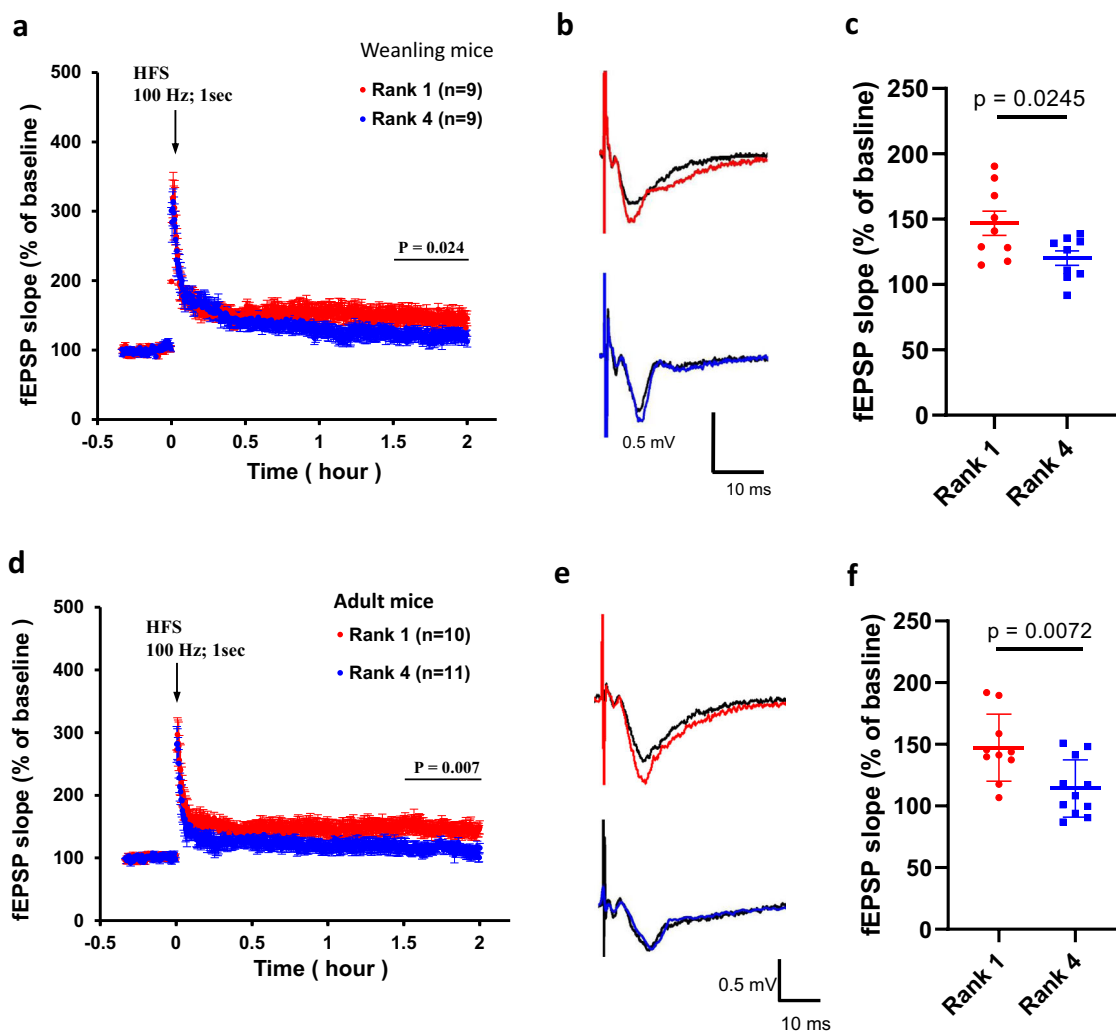 a
Weanling mice
HFS
100 Hz; 1sec
Rank 1 (n=9)
Rank 4 (n=9)
P = 0.024
fEPSP slope (% of baseline )
500
400
300
200
100
0
-0.5
0
0.5
1
1.5
2
Time ( hour )
b
0.5 mV
10 ms
c
p = 0.0245
fEPSP slope (% of basline)
250
200
150
100
50
0
Rank 1
Rank 4
d
Adult mice
HFS
100 Hz; 1sec
Rank 1 (n=10)
Rank 4 (n=11)
P = 0.007
fEPSP slope (% of baseline)
500
400
300
200
100
0
-0.5
0
0.5
1
1.5
2
Time ( hour )
e
0.5 mV
10 ms
f
p = 0.0072
fEPSP slope (% of basline)
250
200
150
100
50
0
Rank 1
Rank 4